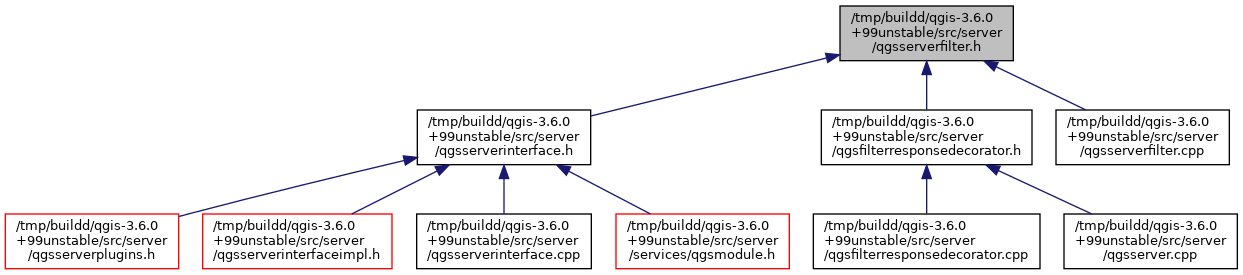 /tmp/buildd/qgis-3.6.0
+99unstable/src/server
/qgsserverfilter.h
/tmp/buildd/qgis-3.6.0
+99unstable/src/server
/qgsserverinterface.h
/tmp/buildd/qgis-3.6.0
+99unstable/src/server
/qgsfilterresponsedecorator.h
/tmp/buildd/qgis-3.6.0
+99unstable/src/server
/qgsserverfilter.cpp
/tmp/buildd/qgis-3.6.0
+99unstable/src/server
/qgsserverplugins.h
/tmp/buildd/qgis-3.6.0
+99unstable/src/server
/qgsserverinterfaceimpl.h
/tmp/buildd/qgis-3.6.0
+99unstable/src/server
/qgsserverinterface.cpp
/tmp/buildd/qgis-3.6.0
+99unstable/src/server
/services/qgsmodule.h
/tmp/buildd/qgis-3.6.0
+99unstable/src/server
/qgsfilterresponsedecorator.cpp
/tmp/buildd/qgis-3.6.0
+99unstable/src/server
/qgsserver.cpp